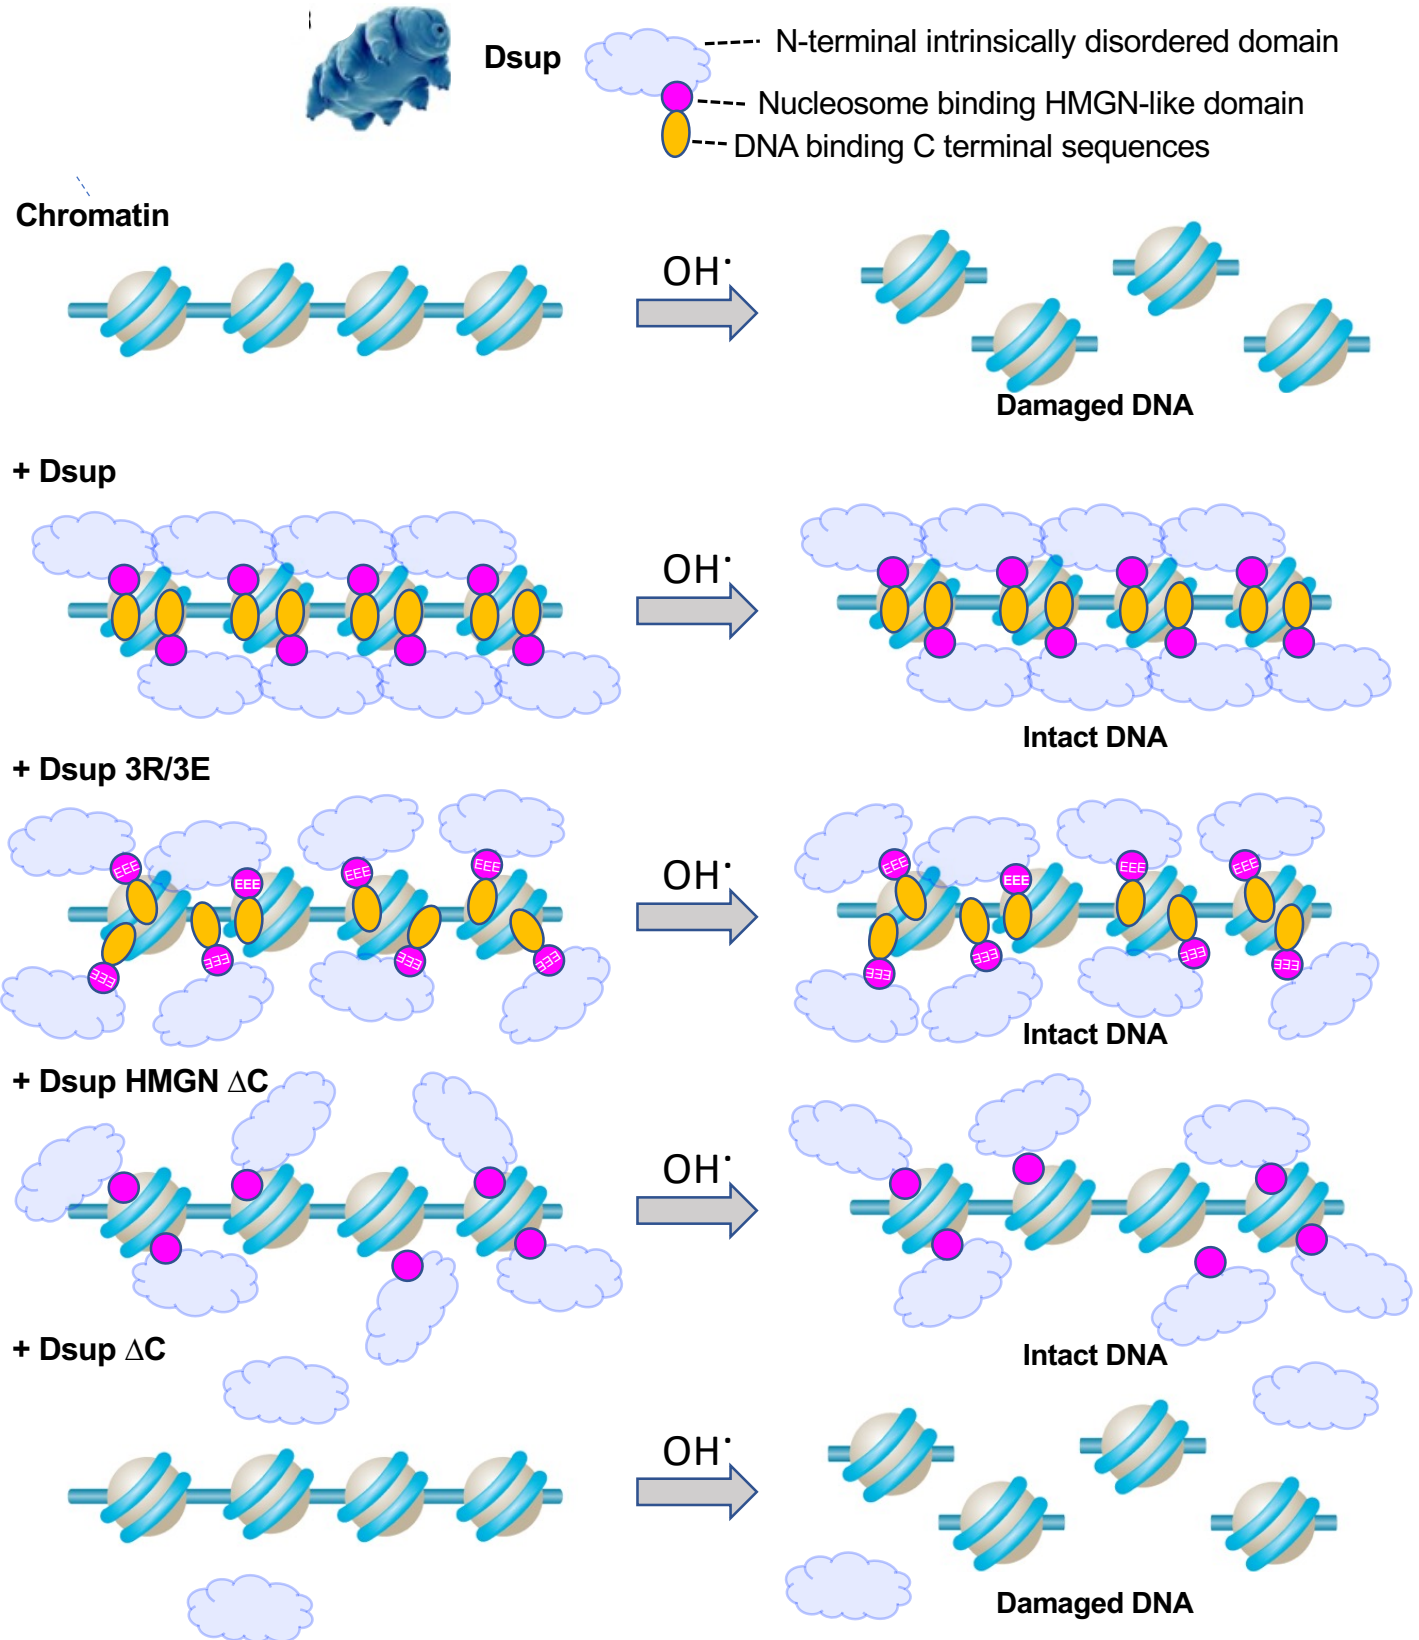 Dsup
N-terminal intrinsically disordered domain
Nucleosome binding HMGN-like domain
DNA binding C terminal sequences
Chromatin
OH·
Damaged DNA
+ Dsup
OH·
Intact DNA
+ Dsup 3R/3E
EEE EEE EEE EEE
EEE EEE EEE EEE
OH·
EEE EEE EEE EEE
EEE EEE EEE EEE
Intact DNA
+ Dsup HMGN ΔC
OH·
Intact DNA
+ Dsup ΔC
OH·
Damaged DNA